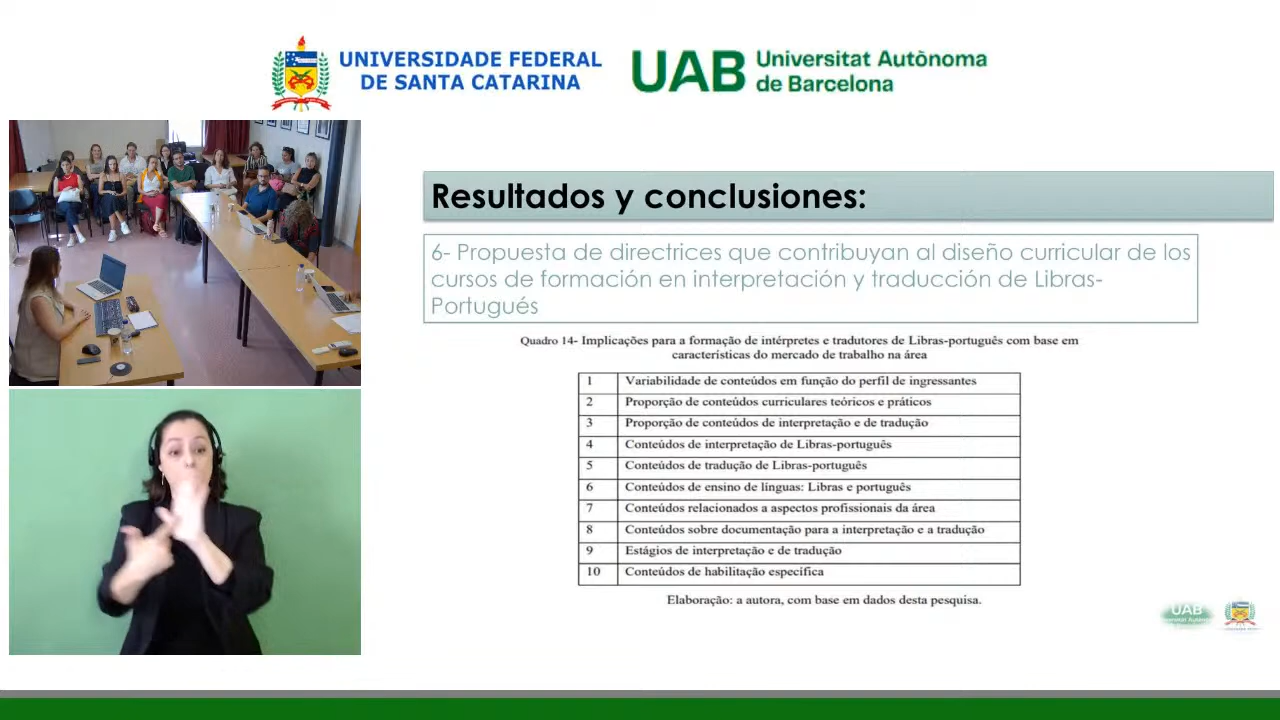 UNIVERSIDADE FEDERAL
DE SANTA CATARINA
UAB
Universitat Autònoma
de Barcelona
Resultados y conclusiones:
6- Propuesta de directrices que contribuyan al diseño curricular de los
cursos de formación en interpretación y traducción de Libras-
Portugués
Quadro 14- Implicações para a formação de intérpretes e tradutores de Libras-português com base em
características do mercado de trabalho na área
1 Variabilidade de conteúdos em função do perfil de ingressantes
2 Proporção de conteúdos curriculares teóricos e práticos
3 Proporção de conteúdos de interpretação e de tradução
4 Conteúdos de interpretação de Libras-português
5 Conteúdos de tradução de Libras-português
6 Conteúdos de ensino de línguas: Libras e português
7 Conteúdos relacionados a aspectos profissionais da área
8 Conteúdos sobre documentação para a interpretação e a tradução
9 Estágios de interpretação e de tradução
10 Conteúdos de habilitação específica
Elaboração: a autora, com base em dados desta pesquisa.
UAB